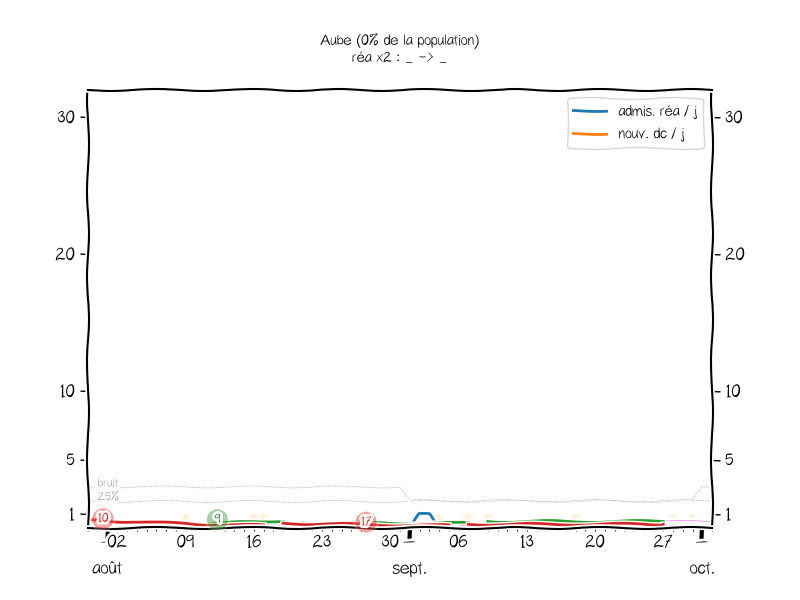 Aube (0% de la population)
réa x2 : _ -> _
admis. réa / j
nouv. dc / j
30
30
20
20
10
10
5
5
bruit
25%
1
1
10
9
17
02
09
16
23
30
06
13
20
27
août
sept.
oct.